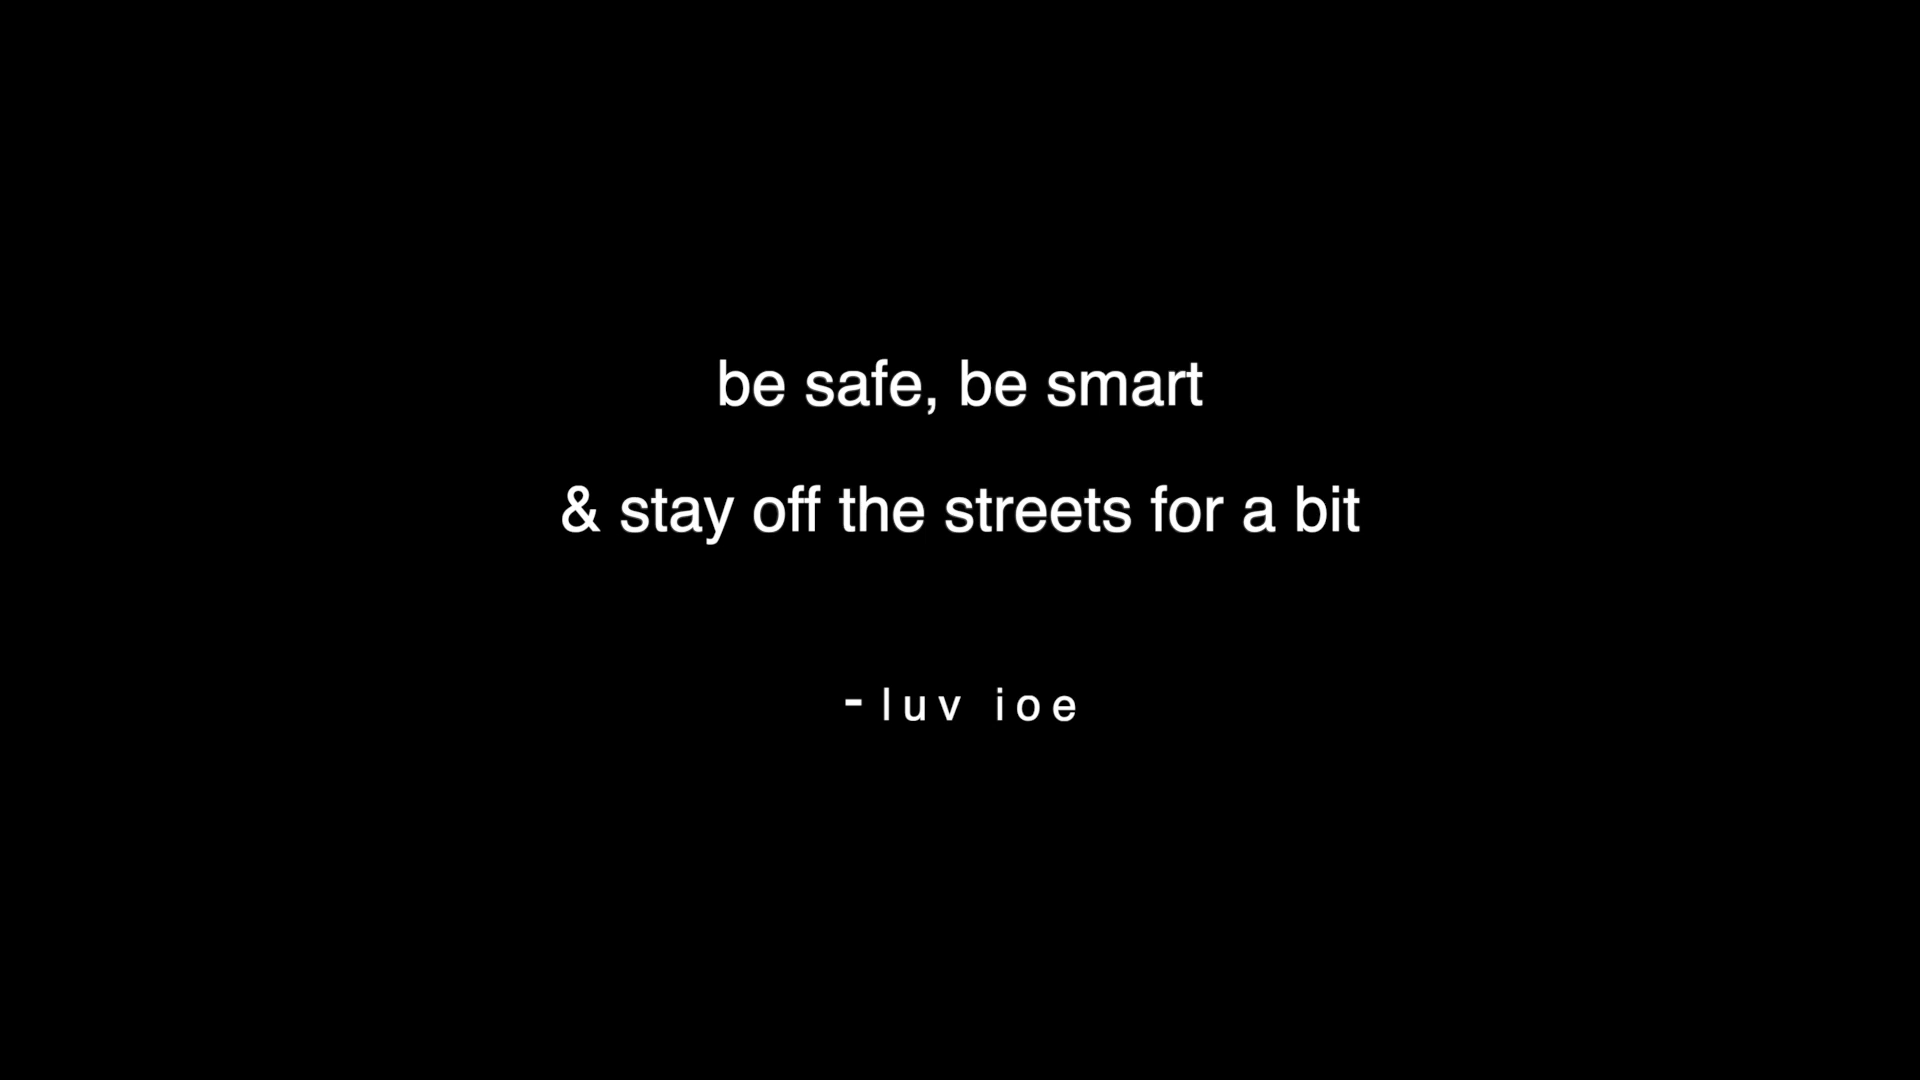 be safe, be smart
& stay off the streets for a bit
- luv ioe